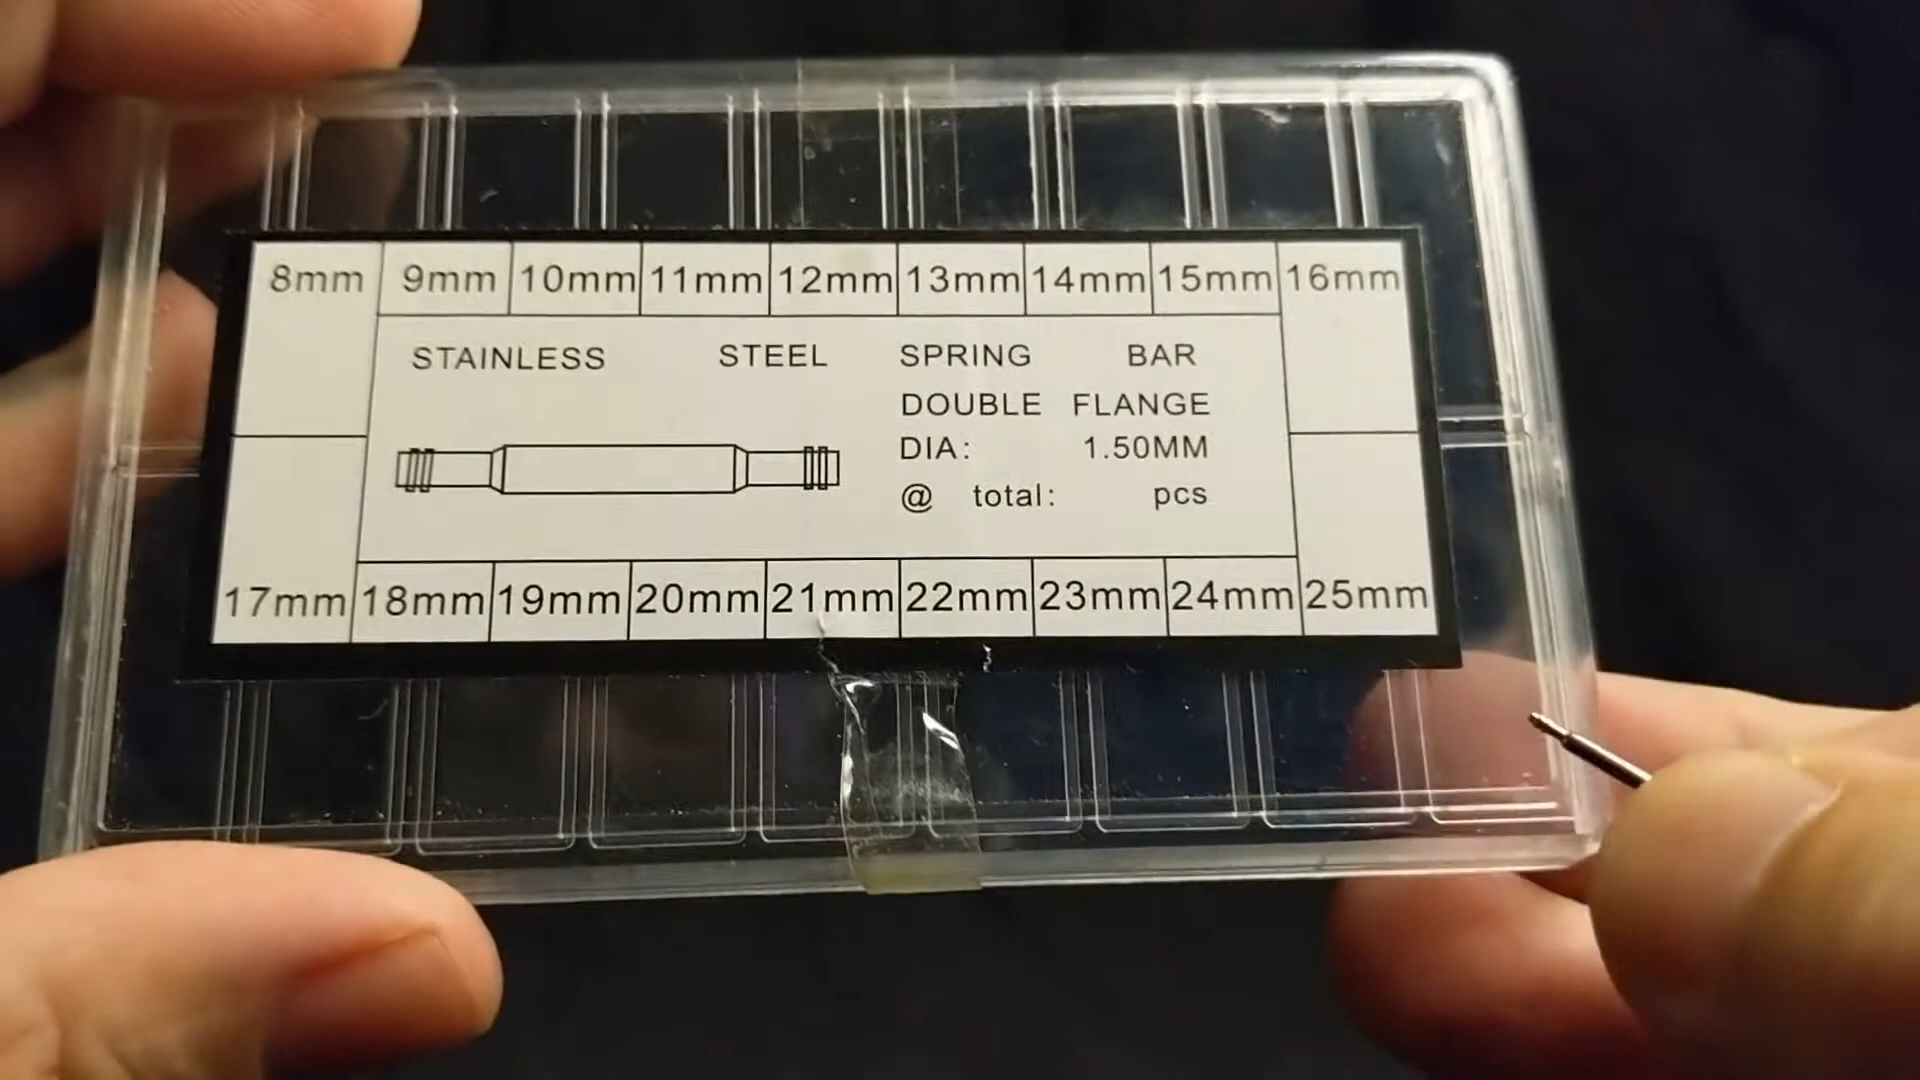 8mm 9mm 10mm 11mm 12mm 13mm 14mm 15mm 16mm
STAINLESS STEEL SPRING BAR
DOUBLE FLANGE
DIA: 1.50MM
@ total: pcs
17mm 18mm 19mm 20mm 21mm 22mm 23mm 24mm 25mm